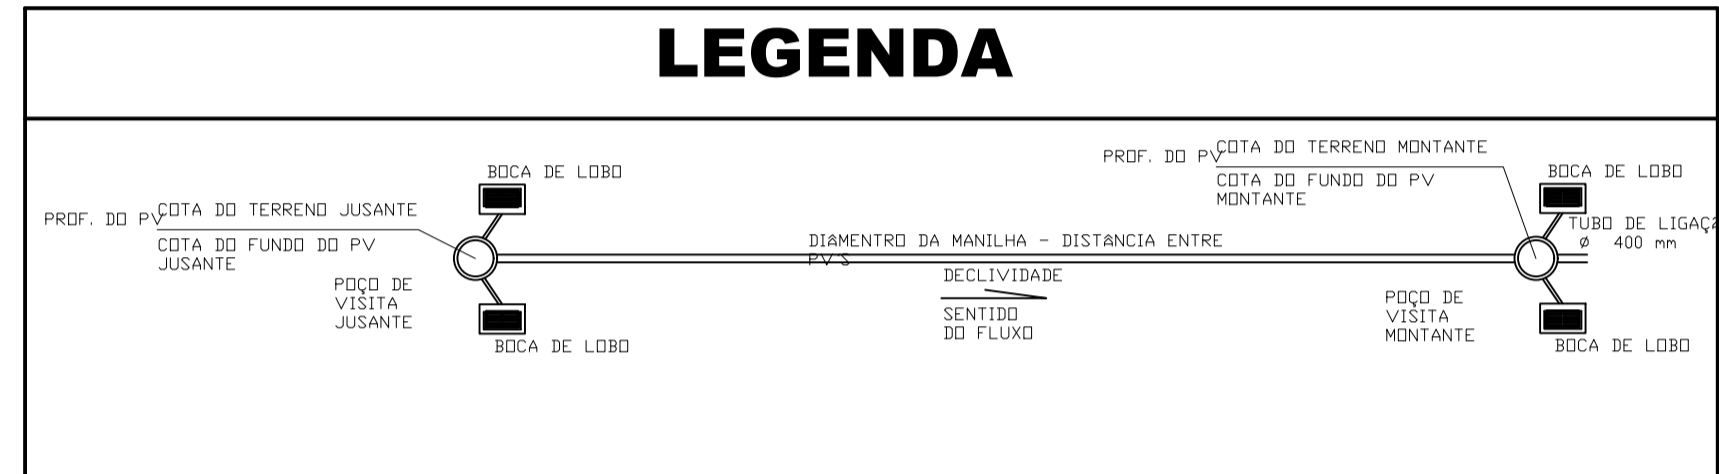 LEGENDA
PROF. DO PV
COTA DO TERRENO JUSANTE
COTA DO FUNDO DO PV
JUSANTE
BOCA DE LOBO
POÇO DE
VISITA
JUSANTE
BOCA DE LOBO
DIÂMENTRO DA MANILHA - DISTÂNCIA ENTRE
PV'S
DECLIVIDADE
SENTIDO
DO FLUXO
PROF. DO PV
COTA DO TERRENO MONTANTE
COTA DO FUNDO DO PV
MONTANTE
BOCA DE LOBO
TUBO DE
Ø 400 mm
POÇO DE
VISITA
MONTANTE
BOCA DE LOBO